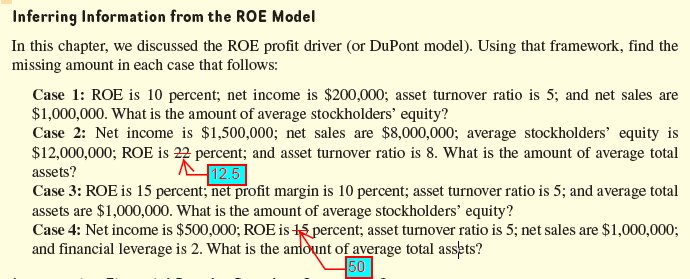 Inferring Information from the ROE Model
In this chapter, we discussed the ROE profit driver (or DuPont model). Using that framework, find the
missing amount in each case that follows:
Case 1: ROE is 10 percent; net income is $200,000; asset turnover ratio is 5; and net sales are
$1,000,000. What is the amount of average stockholders' equity?
Case 2: Net income is $1,500,000; net sales are $8,000,000; average stockholders' equity is
$12,000,000; ROE is 22 percent; and asset turnover ratio is 8. What is the amount of average total
assets?
12.5
Case 3: ROE is 15 percent; net profit margin is 10 percent; asset turnover ratio is 5; and average total
assets are $1,000,000. What is the amount of average stockholders' equity?
Case 4: Net income is $500,000; ROE is 15 percent; asset turnover ratio is 5; net sales are $1,000,000;
and financial leverage is 2. What is the amount of average total assets?
50